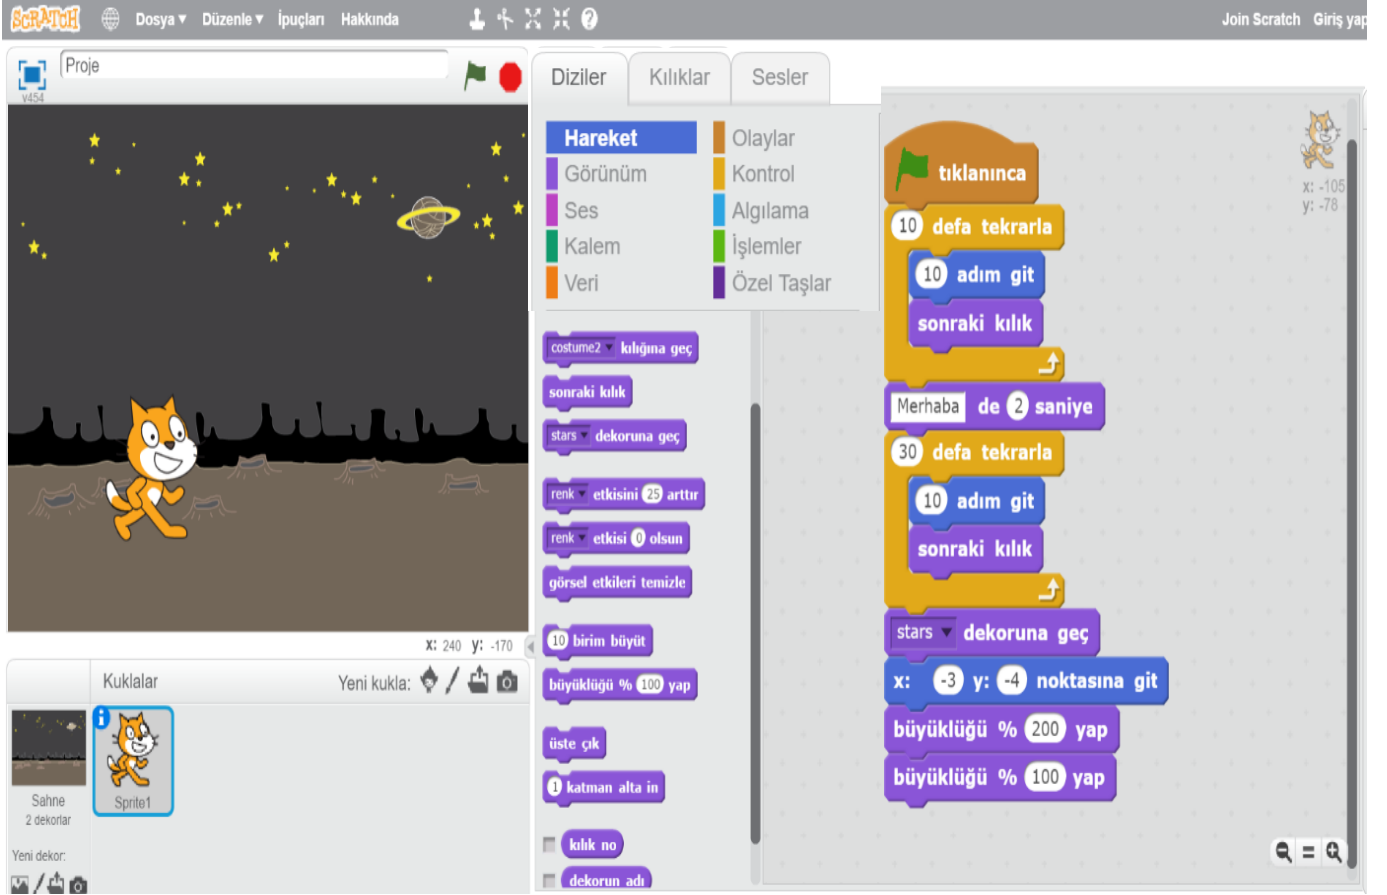 SCRATCH Dosya Düzenle İpuçları Hakkında Join Scratch Giriş yap
Proje
v454
Diziler Kılıklar Sesler
Hareket Olaylar
Görünüm Kontrol
Ses Algılama
Kalem İşlemler
Veri Özel Taşlar
costume2 kılığına geç
sonraki kılık
stars dekoruna geç
renk etkisini 25 arttır
renk etkisi 0 olsun
görsel etkileri temizle
10 birim büyüt
büyüklüğü % 100 yap
üste çık
1 katman alta in
kılık no
dekorun adı
tıklanınca
10 defa tekrarla
10 adım git
sonraki kılık
Merhaba de 2 saniye
30 defa tekrarla
10 adım git
sonraki kılık
stars dekoruna geç
x: -3 y: -4 noktasına git
büyüklüğü % 200 yap
büyüklüğü % 100 yap
x: -105
y: -78
x: 240 y: -170
Kuklalar Yeni kukla:
Sahne
2 dekorlar
Sprite1
Yeni dekor: